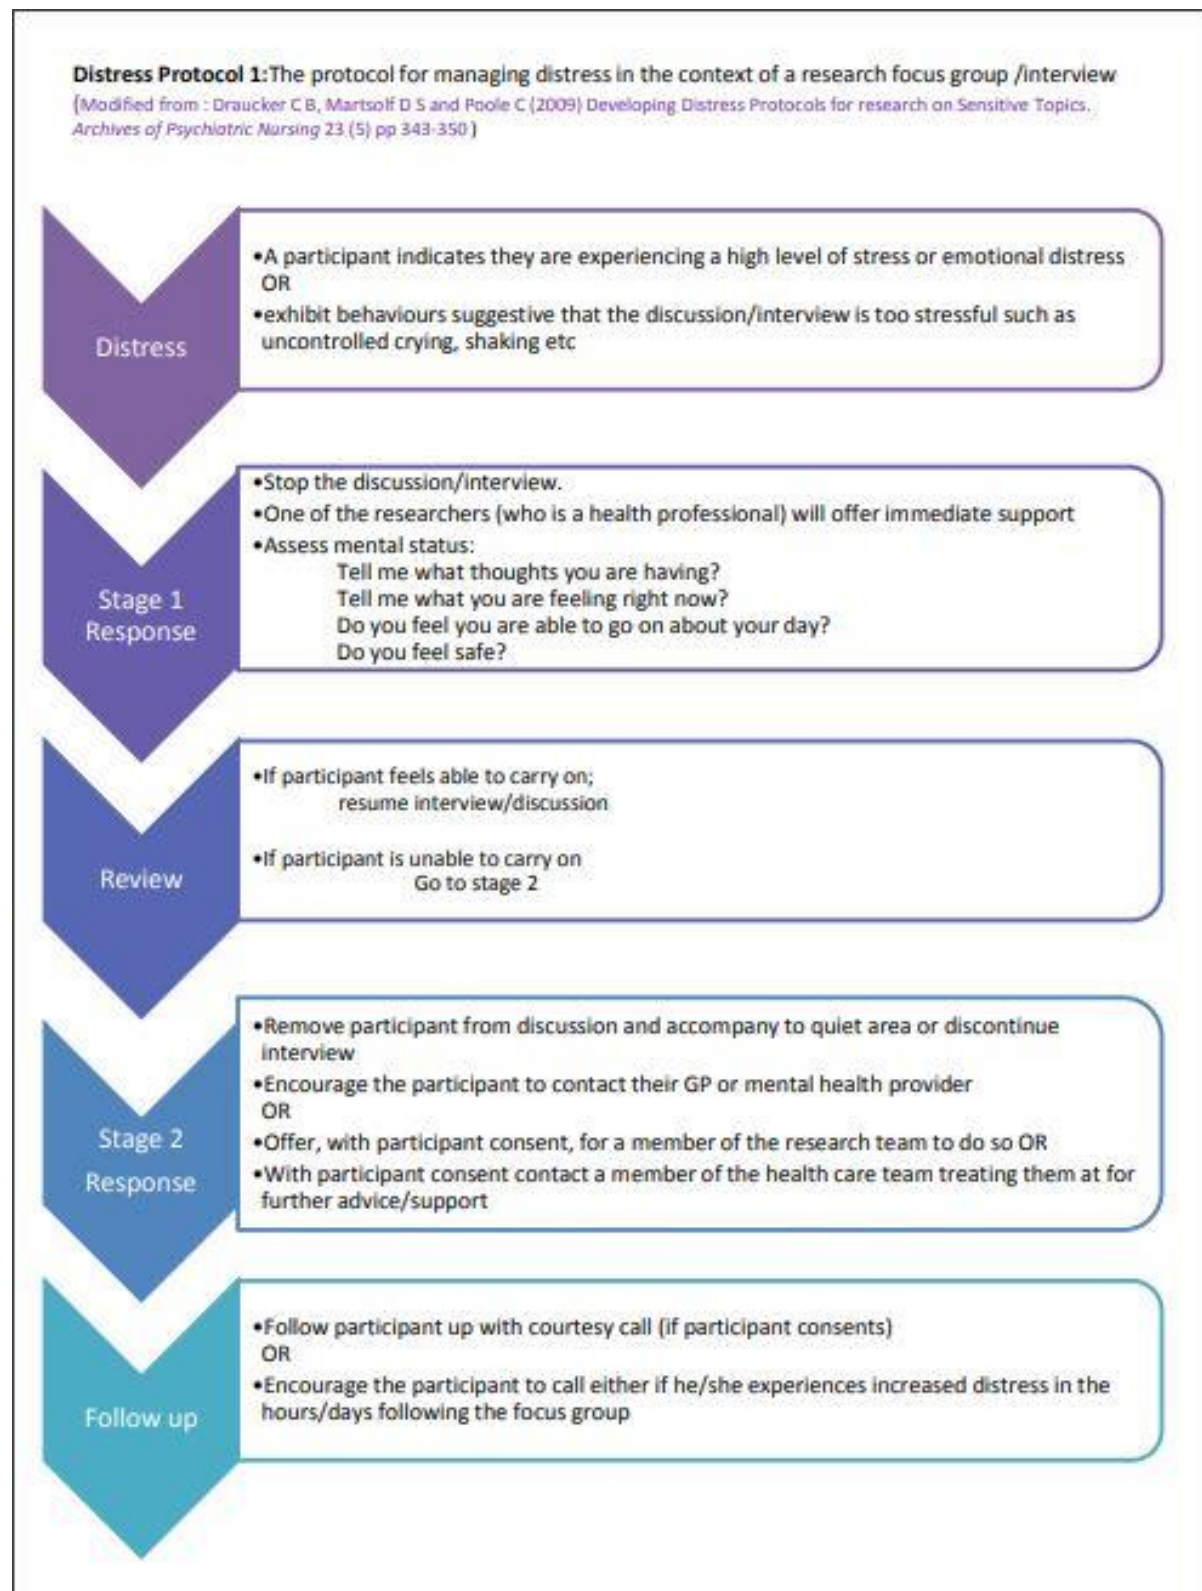 Distress Protocol 1:The protocol for managing distress in the context of a research focus group /interview
(Modified from : Draucker C B, Martsolf D S and Poole C (2009) Developing Distress Protocols for research on Sensitive Topics.
Archives of Psychiatric Nursing 23 (5) pp 343-350 )
Distress
•A participant indicates they are experiencing a high level of stress or emotional distress
OR
•exhibit behaviours suggestive that the discussion/interview is too stressful such as
uncontrolled crying, shaking etc
Stage 1
Response
•Stop the discussion/interview.
•One of the researchers (who is a health professional) will offer immediate support
•Assess mental status:
Tell me what thoughts you are having?
Tell me what you are feeling right now?
Do you feel you are able to go on about your day?
Do you feel safe?
Review
•If participant feels able to carry on;
resume interview/discussion
•If participant is unable to carry on
Go to stage 2
Stage 2
Response
•Remove participant from discussion and accompany to quiet area or discontinue
interview
•Encourage the participant to contact their GP or mental health provider
OR
•Offer, with participant consent, for a member of the research team to do so OR
•With participant consent contact a member of the health care team treating them at for
further advice/support
Follow up
•Follow participant up with courtesy call (if participant consents)
OR
•Encourage the participant to call either if he/she experiences increased distress in the
hours/days following the focus group